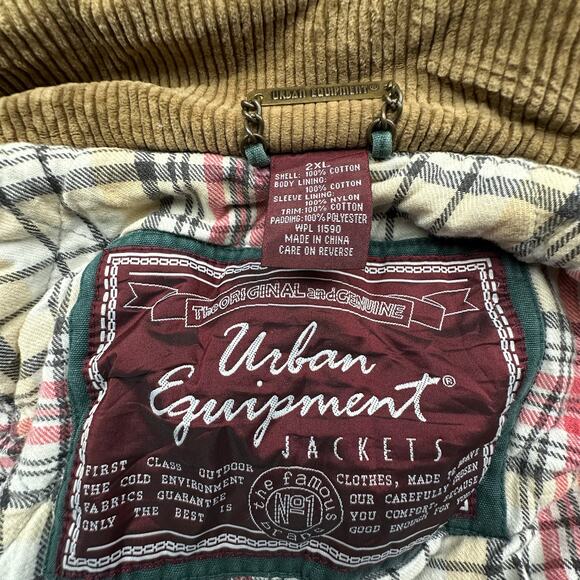 URBAN EQUIPMENT®
2XL
SHELL: 100% COTTON
BODY LINING:
100% COTTON
SLEEVE LINING:
100% NYLON
TRIM: 100% COTTON
PADDING: 100% POLYESTER
WPL 11590
MADE IN CHINA
CARE ON REVERSE
The ORIGINAL and GENUINE
Urban
Equipment®
JACKETS
FIRST CLASS OUTDOOR
THE COLD ENVIRONMENT
FABRICS GUARANTE
ONLY THE BEST IS
the famous
No1
brand
CLOTHES, MADE
OUR CAREFULLY CHOSEN
YOU COMFORT, BECAUSE
GOOD ENOUGH FOR